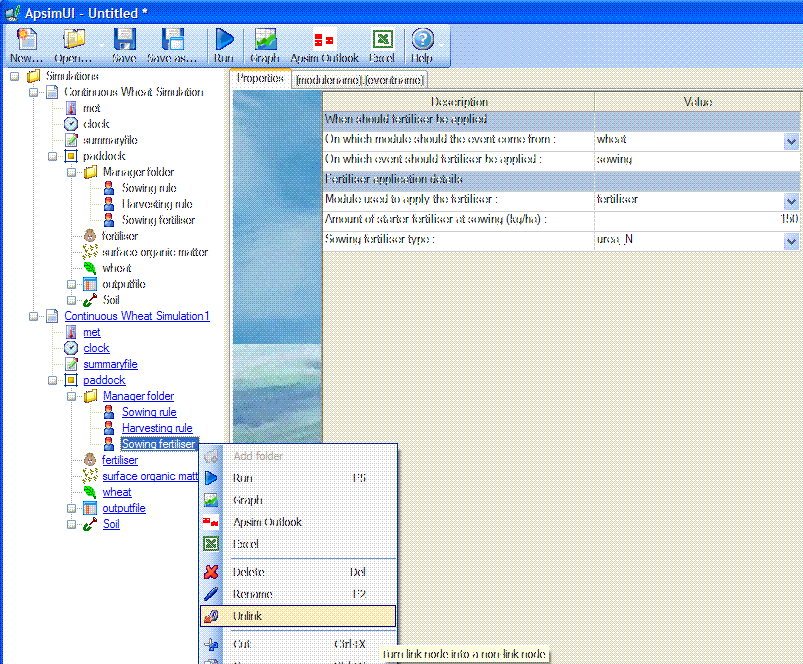 ApsimUI - Untitled *
New... Open... Save Save as... Run Graph Apsim Outlook Excel Help
Simulations
Continuous Wheat Simulation
met
clock
summaryfile
paddock
Manager folder
Sowing rule
Harvesting rule
Sowing fertiliser
fertiliser
surface organic matter
wheat
outputfile
Soil
Continuous Wheat Simulation1
met
clock
summaryfile
paddock
Manager folder
Sowing rule
Harvesting rule
Sowing fertiliser
fertiliser
surface organic matt
wheat
outputfile
Soil
Properties [modulename].[eventname]
Description Value
When should fertiliser be applied
On which module should the event come from : wheat
On which event should fertiliser be applied : sowing
Fertiliser application details
Module used to apply the fertiliser : fertiliser
Amount of starter fertiliser at sowing (kg/ha) : 150
Sowing fertiliser type : urea_N
Add folder
Run F5
Graph
Apsim Outlook
Excel
Delete Del
Rename F2
Unlink
Cut Ctrl+X
Turn link node into a non-link node